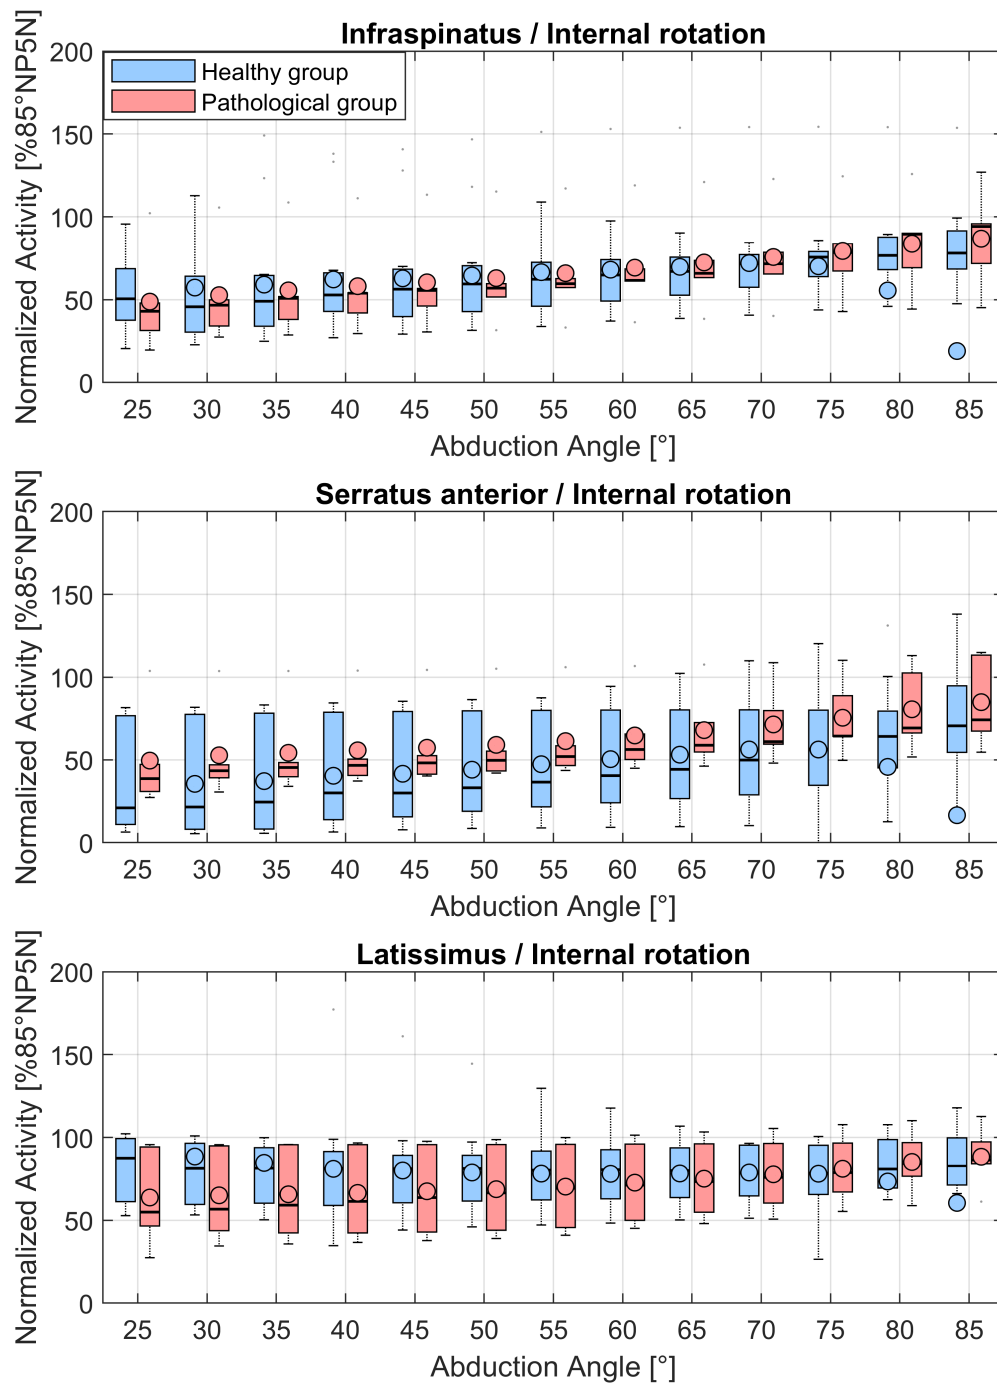 Infraspinatus / Internal rotation
Normalized Activity [%85°NP5N]
200
150
100
50
0
Healthy group
Pathological group
25 30 35 40 45 50 55 60 65 70 75 80 85
Abduction Angle [°]
Serratus anterior / Internal rotation
Normalized Activity [%85°NP5N]
200
150
100
50
0
25 30 35 40 45 50 55 60 65 70 75 80 85
Abduction Angle [°]
Latissimus / Internal rotation
Normalized Activity [%85°NP5N]
200
150
100
50
0
25 30 35 40 45 50 55 60 65 70 75 80 85
Abduction Angle [°]